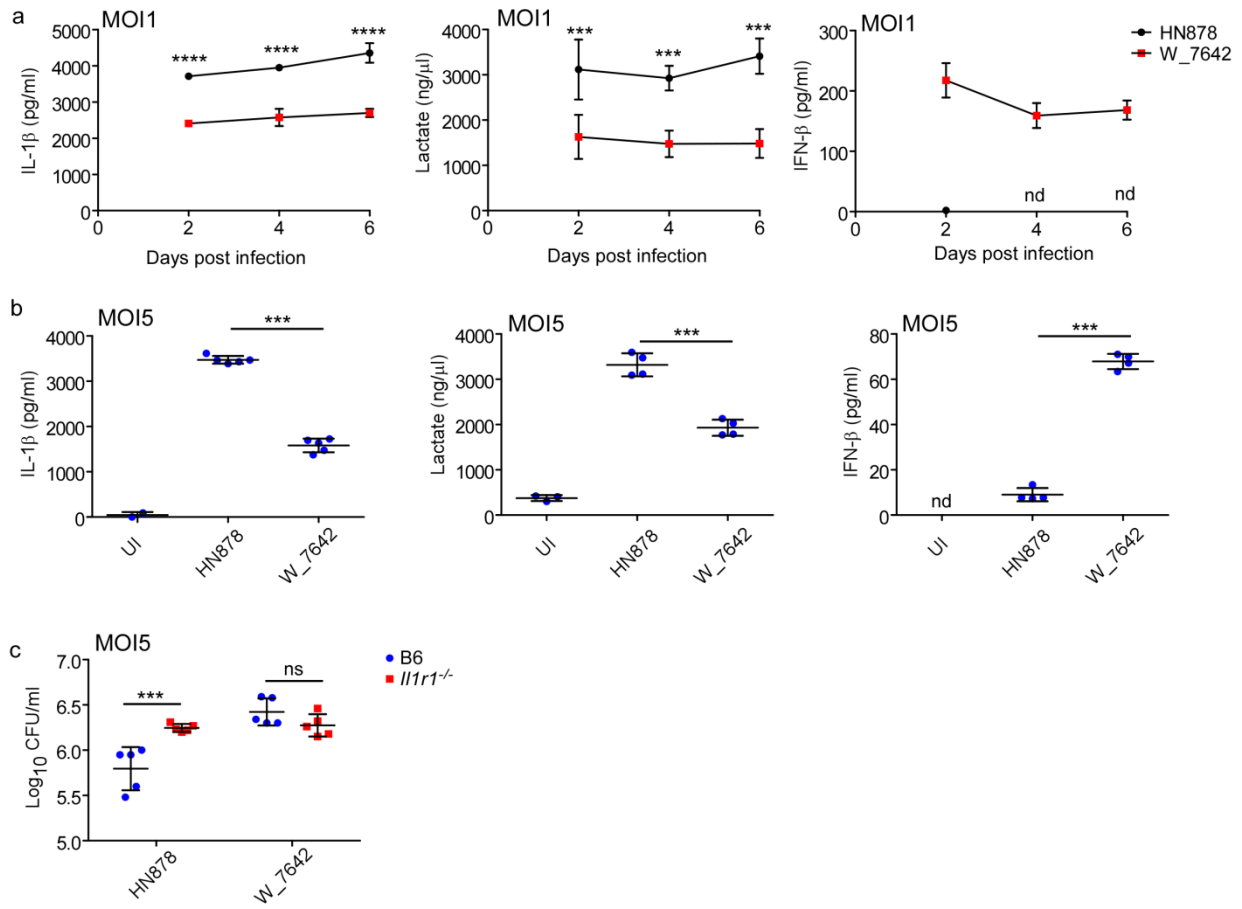 a
MOI1
IL-1β (pg/ml)
5000
4000
3000
2000
1000
0
**** **** ****
0 2 4 6
Days post infection
MOI1
Lactate (ng/μl)
4000
3000
2000
1000
0
*** *** ***
0 2 4 6
Days post infection
MOI1
IFN-β (pg/ml)
300
200
100
0
nd nd
0 2 4 6
Days post infection
HN878
W_7642
b
MOI5
IL-1β (pg/ml)
4000
3000
2000
1000
0
***
UI HN878 W_7642
MOI5
Lactate (ng/μl)
4000
3000
2000
1000
0
***
UI HN878 W_7642
MOI5
IFN-β (pg/ml)
80
60
40
20
0
***
nd
UI HN878 W_7642
c
MOI5
Log10 CFU/ml
7.0
6.5
6.0
5.5
5.0
*** ns
HN878 W_7642
B6
Il1r1-/-